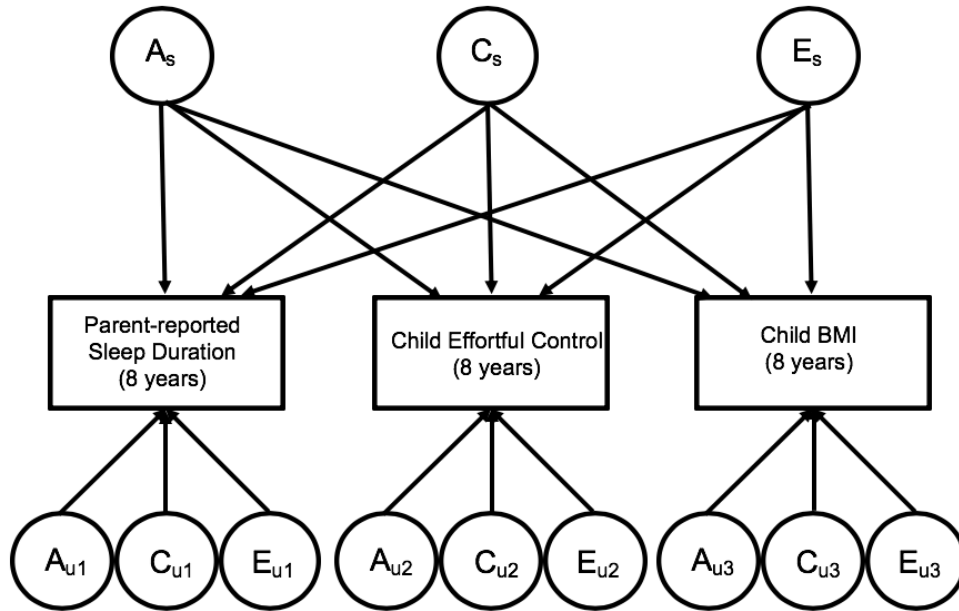 As
Cs
Es
Parent-reported
Sleep Duration
(8 years)
Child Effortful Control
(8 years)
Child BMI
(8 years)
Au1
Cu1
Eu1
Au2
Cu2
Eu2
Au3
Cu3
Eu3